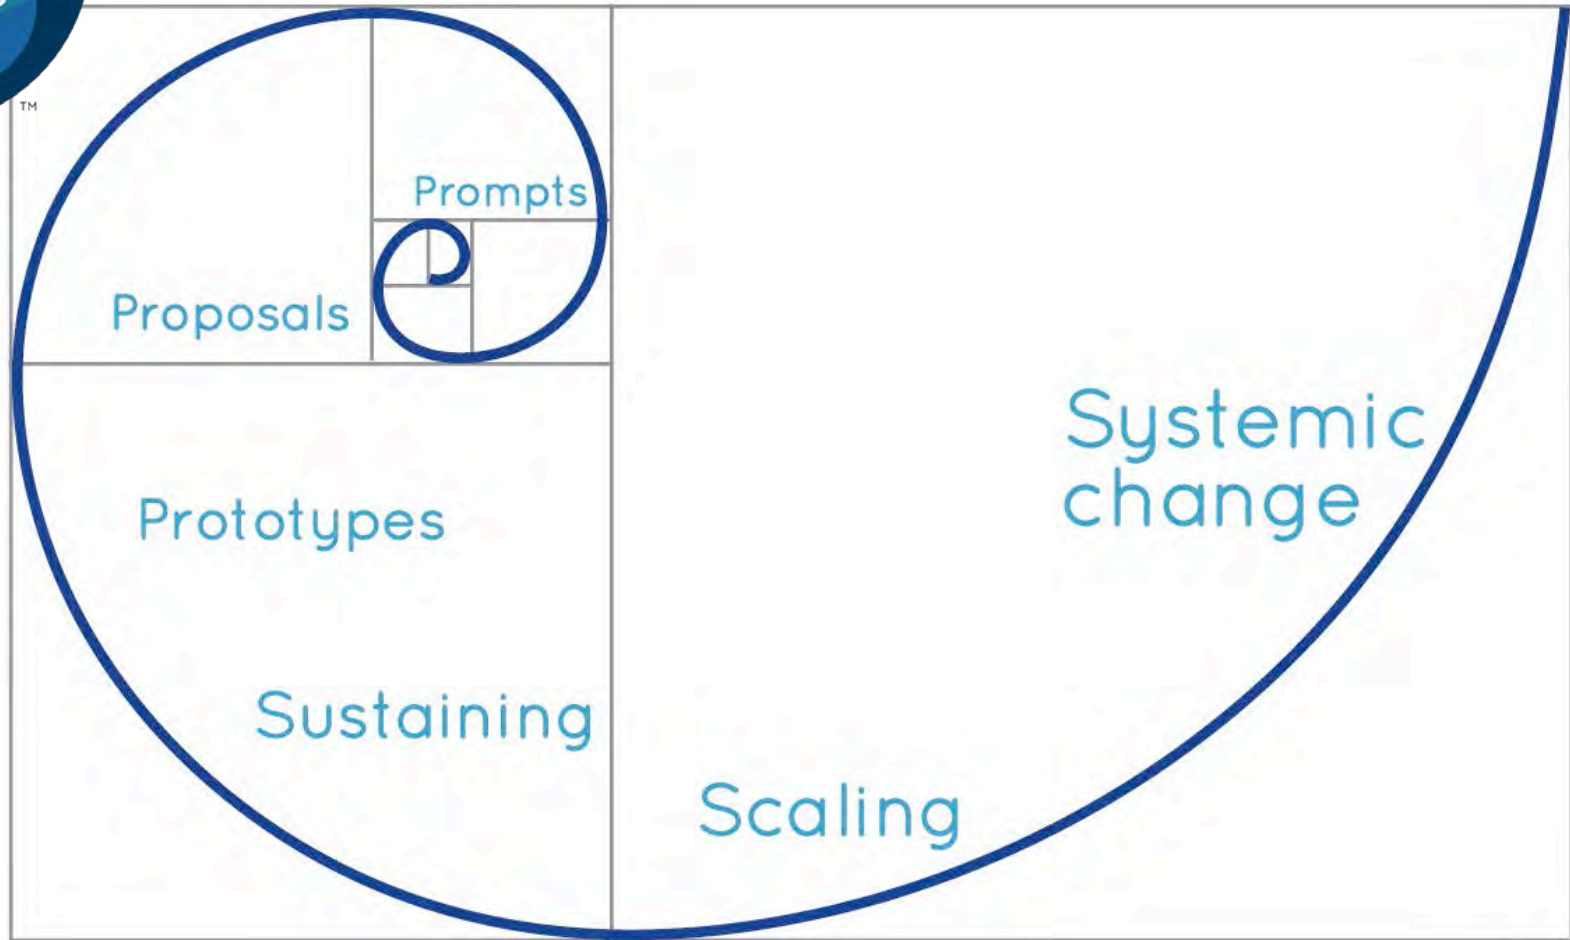 TM
Prompts
Proposals
Prototypes
Sustaining
Scaling
Systemic
change